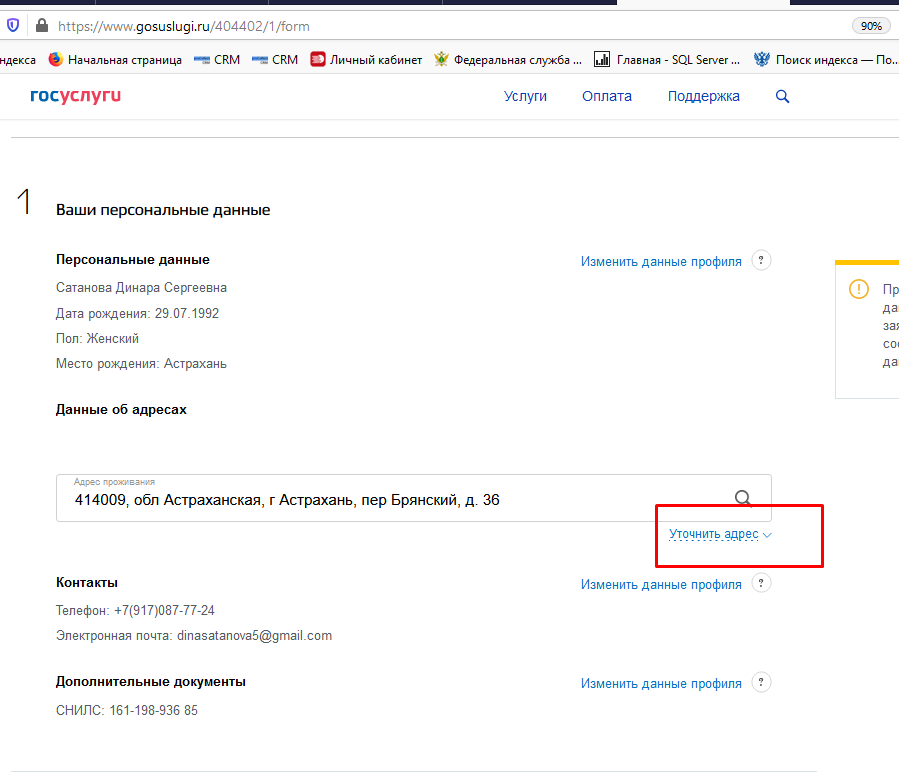 https://www.gosuslugi.ru/404402/1/form 90%
ндекса Начальная страница CRM CRM Личный кабинет Федеральная служба ... Главная - SQL Server ... Поиск индекса — По...
госуслуги Услуги Оплата Поддержка
1 Ваши персональные данные
Персональные данные Изменить данные профиля ?
Сатанова Динара Сергеевна
Дата рождения: 29.07.1992
Пол: Женский
Место рождения: Астрахань
Данные об адресах
Адрес проживания
414009, обл Астраханская, г Астрахань, пер Брянский, д. 36
Уточнить адрес
Контакты Изменить данные профиля ?
Телефон: +7(917)087-77-24
Электронная почта: dinasatanova5@gmail.com
Дополнительные документы Изменить данные профиля ?
СНИЛС: 161-198-936 85
! Пр
да
зая
соо
да